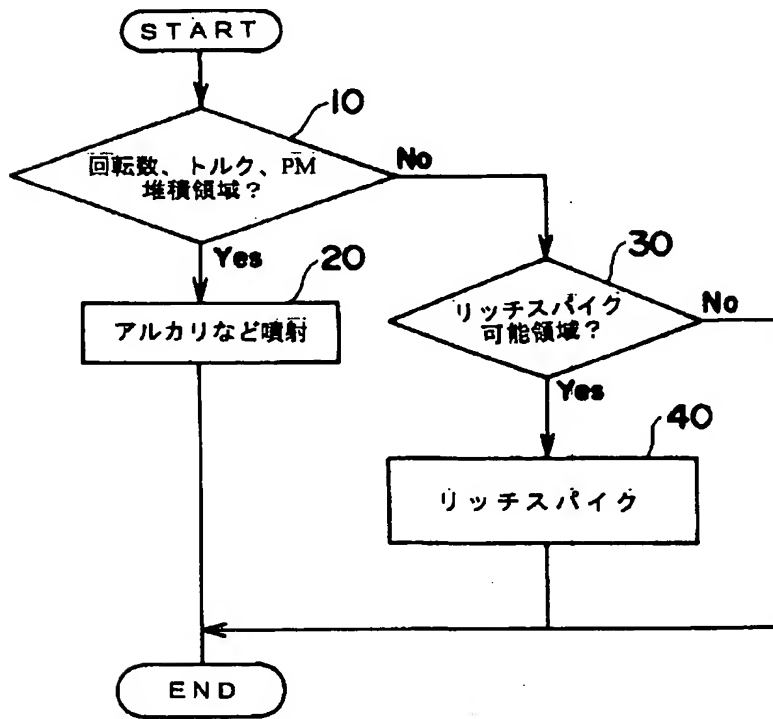 START
10
回転数、トルク、PM
堆積領域？
No
Yes
20
アルカリなど噴射
30
リッチスパイク
可能領域？
No
Yes
40
リッチスパイク
END